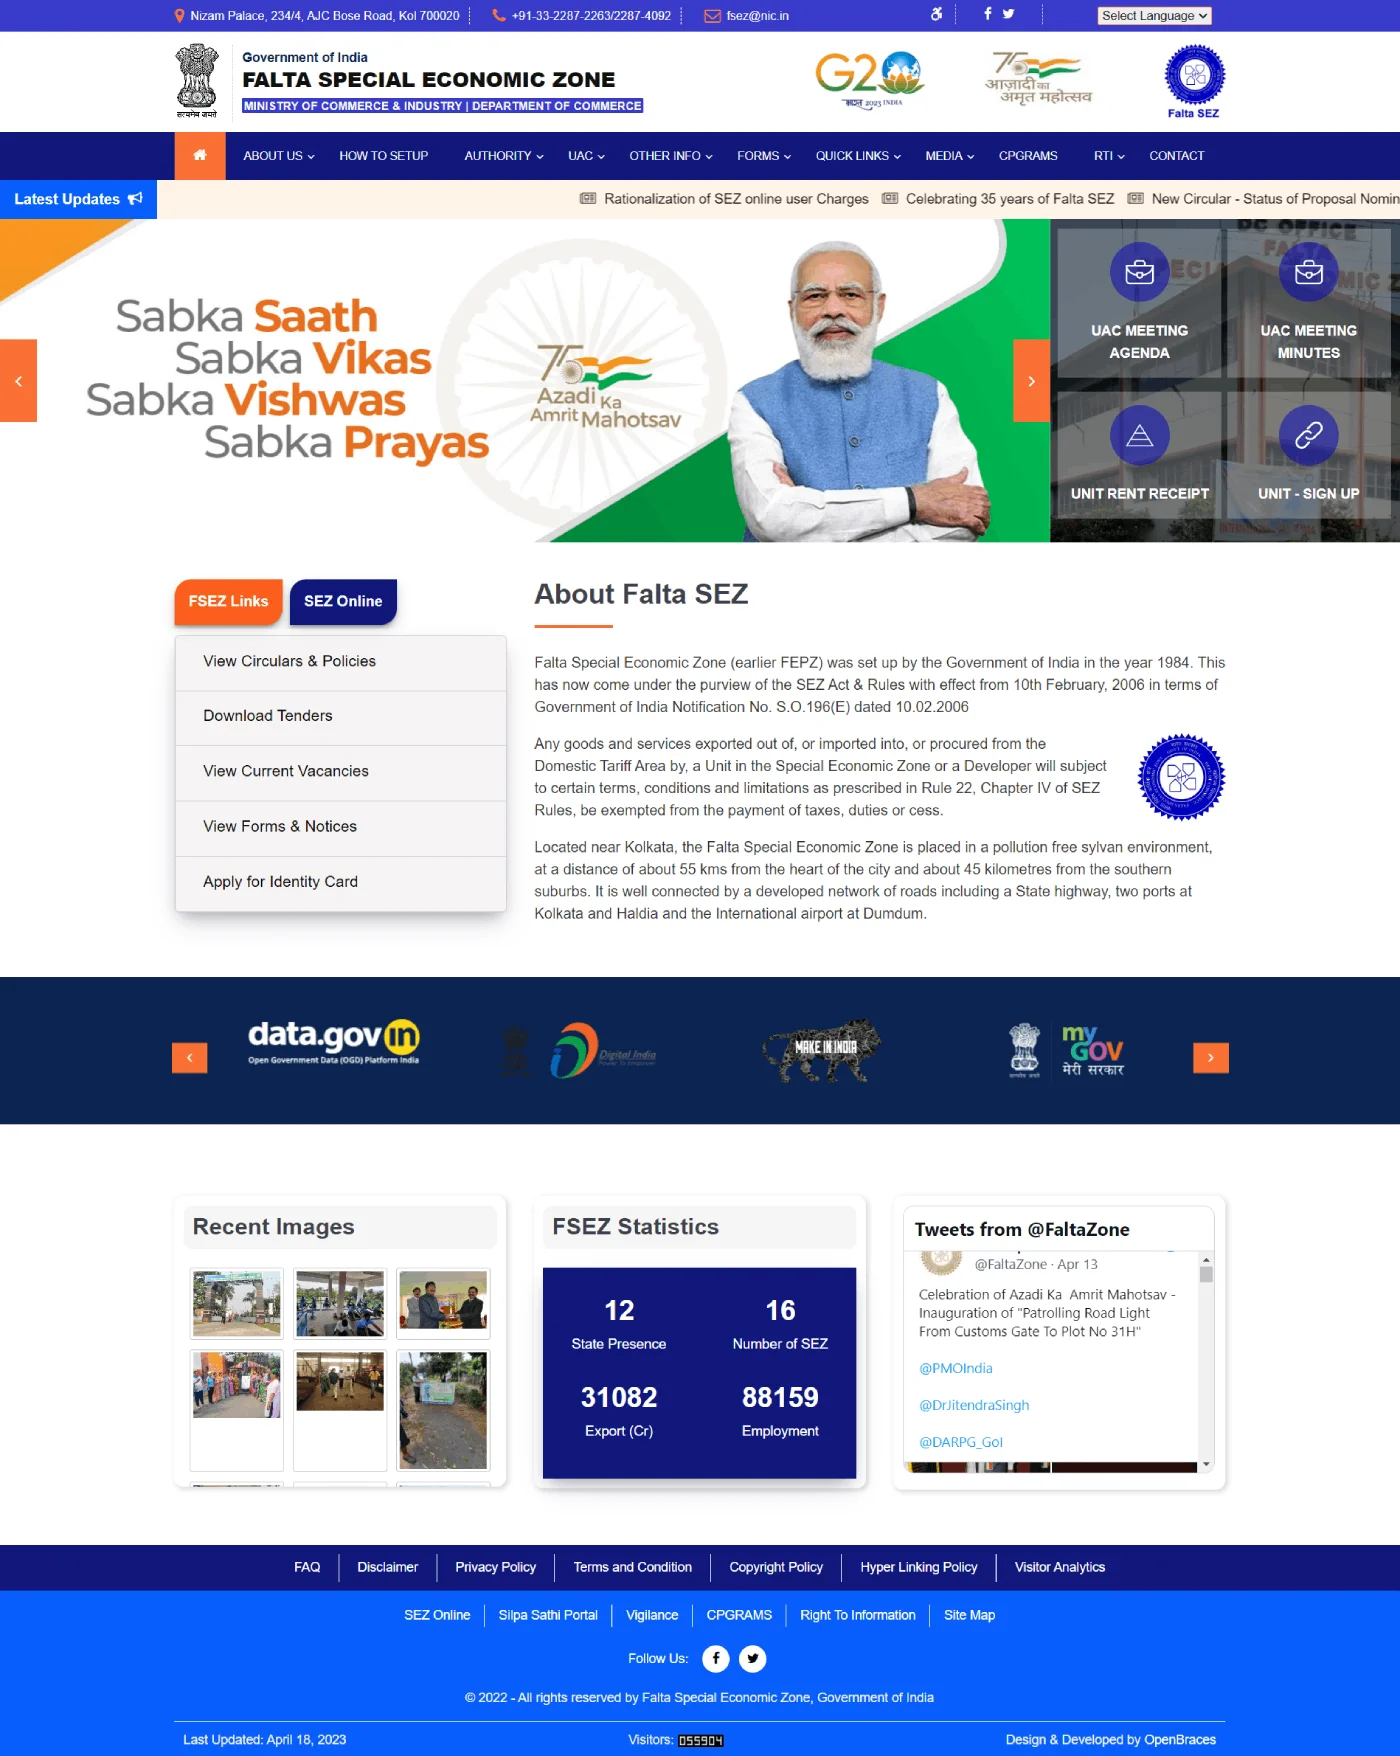 Nizam Palace, 234/4, AJC Bose Road, Kol 700020
+91-33-2287-2263/2287-4092
fsez@nic.in
Select Language
सत्यमेव जयते
Government of India
FALTA SPECIAL ECONOMIC ZONE
MINISTRY OF COMMERCE & INDUSTRY | DEPARTMENT OF COMMERCE
G20
भारत 2023 INDIA
75
आज़ादी का
अमृत महोत्सव
Falta SEZ
ABOUT US
HOW TO SETUP
AUTHORITY
UAC
OTHER INFO
FORMS
QUICK LINKS
MEDIA
CPGRAMS
RTI
CONTACT
Latest Updates
Rationalization of SEZ online user Charges
Celebrating 35 years of Falta SEZ
New Circular - Status of Proposal Nomin
Sabka Saath
Sabka Vikas
Sabka Vishwas
Sabka Prayas
75
Azadi Ka
Amrit Mahotsav
DC OFFICE
FALTA
UAC MEETING
AGENDA
UAC MEETING
MINUTES
UNIT RENT RECEIPT
UNIT - SIGN UP
FSEZ Links
SEZ Online
View Circulars & Policies
Download Tenders
View Current Vacancies
View Forms & Notices
Apply for Identity Card
About Falta SEZ
Falta Special Economic Zone (earlier FEPZ) was set up by the Government of India in the year 1984. This
has now come under the purview of the SEZ Act & Rules with effect from 10th February, 2006 in terms of
Government of India Notification No. S.O.196(E) dated 10.02.2006
Any goods and services exported out of, or imported into, or procured from the
Domestic Tariff Area by, a Unit in the Special Economic Zone or a Developer will subject
to certain terms, conditions and limitations as prescribed in Rule 22, Chapter IV of SEZ
Rules, be exempted from the payment of taxes, duties or cess.
Located near Kolkata, the Falta Special Economic Zone is placed in a pollution free sylvan environment,
at a distance of about 55 kms from the heart of the city and about 45 kilometres from the southern
suburbs. It is well connected by a developed network of roads including a State highway, two ports at
Kolkata and Haldia and the International airport at Dumdum.
data.gov in
Open Government Data (OGD) Platform India
Digital India
Power To Empower
MAKE IN INDIA
सत्यमेव जयते
my
GOV
मेरी सरकार
Recent Images
FSEZ Statistics
12
State Presence
16
Number of SEZ
31082
Export (Cr)
88159
Employment
Tweets from @FaltaZone
@FaltaZone · Apr 13
Celebration of Azadi Ka Amrit Mahotsav -
Inauguration of "Patrolling Road Light
From Customs Gate To Plot No 31H"
@PMOIndia
@DrJitendraSingh
@DARPG_GoI
FAQ
Disclaimer
Privacy Policy
Terms and Condition
Copyright Policy
Hyper Linking Policy
Visitor Analytics
SEZ Online
Silpa Sathi Portal
Vigilance
CPGRAMS
Right To Information
Site Map
Follow Us:
© 2022 - All rights reserved by Falta Special Economic Zone, Government of India
Last Updated: April 18, 2023
Visitors: 055904
Design & Developed by OpenBraces